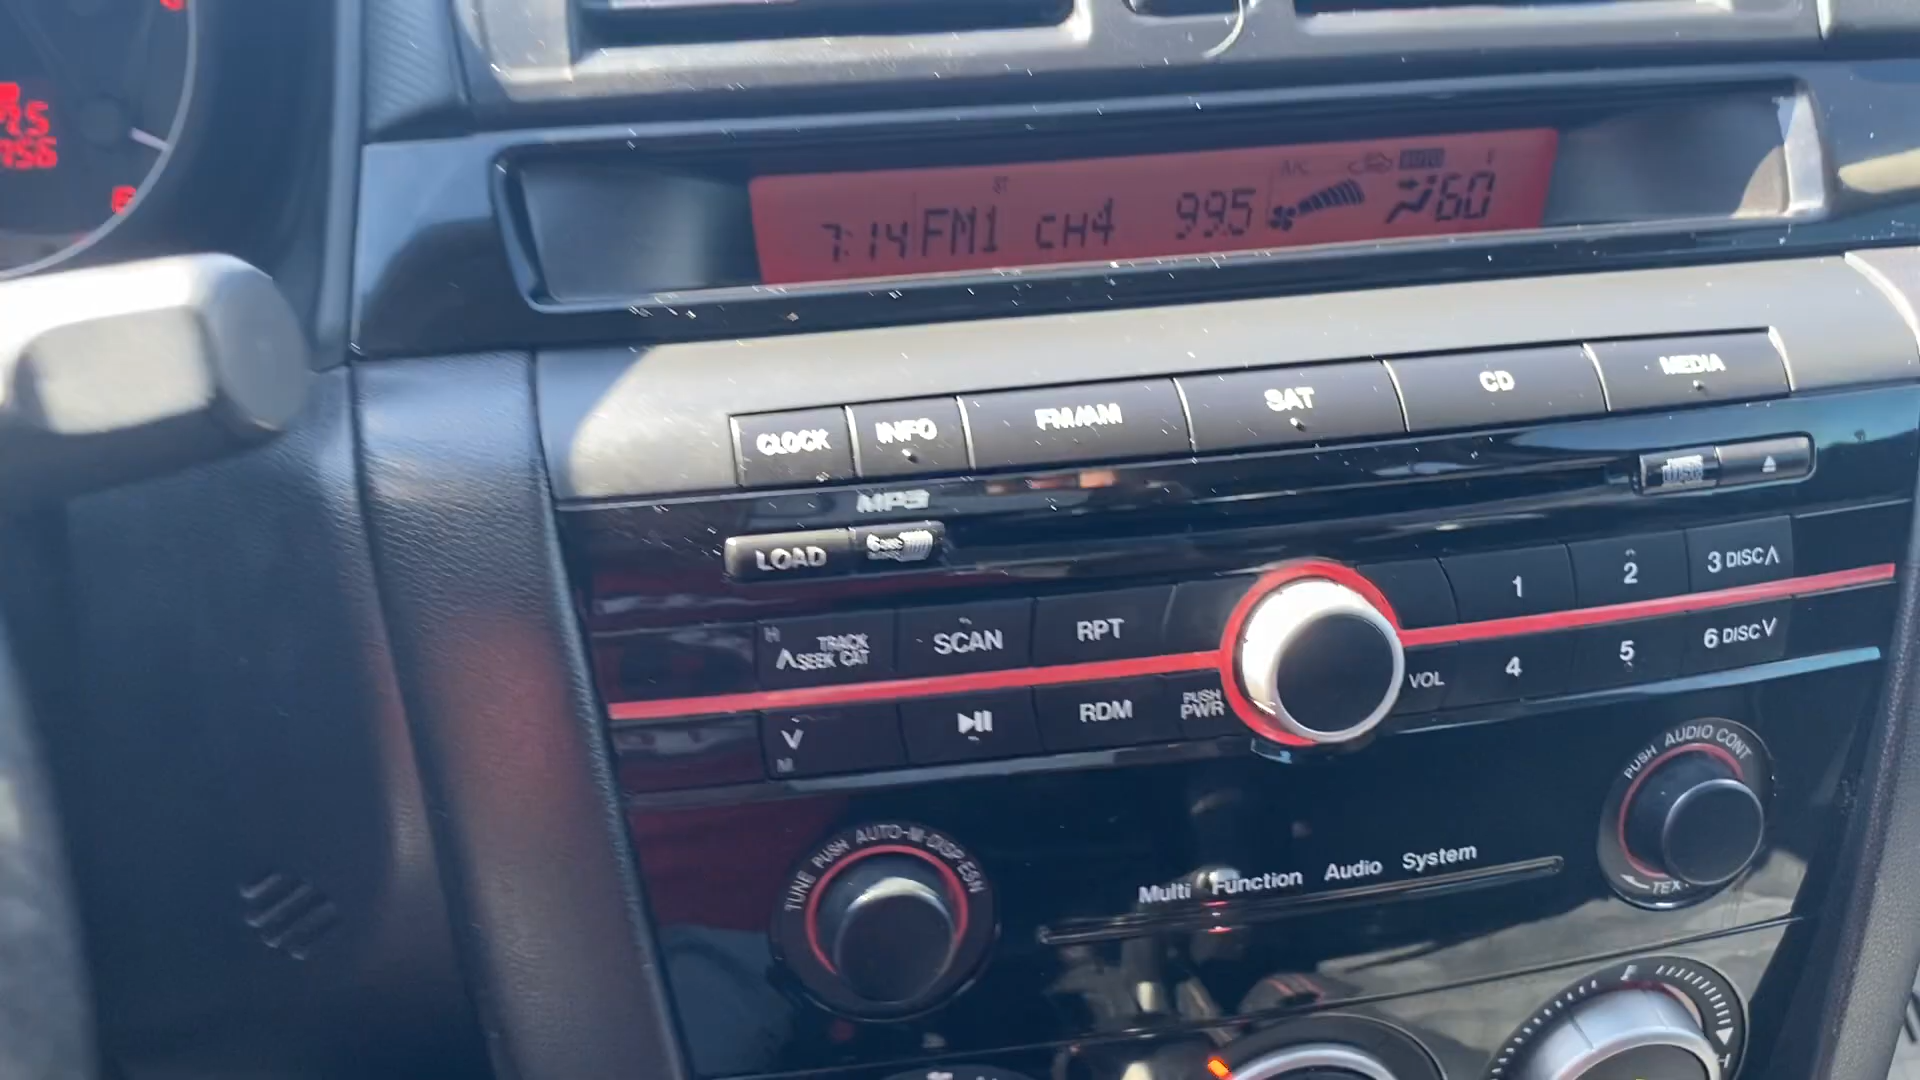 7:14 FM1 CH4 99.5 60
ST
A/C
CLOCK INFO FM/AM SAT CD MEDIA
MP3
LOAD
TRACK
SEEK CAT
SCAN RPT 1 2 3 DISC
RDM PUSH PWR VOL 4 5 6 DISC
TUNE PUSH AUTO-M·DISP·ESN
PUSH AUDIO CONT
TEXT
Multi Function Audio System